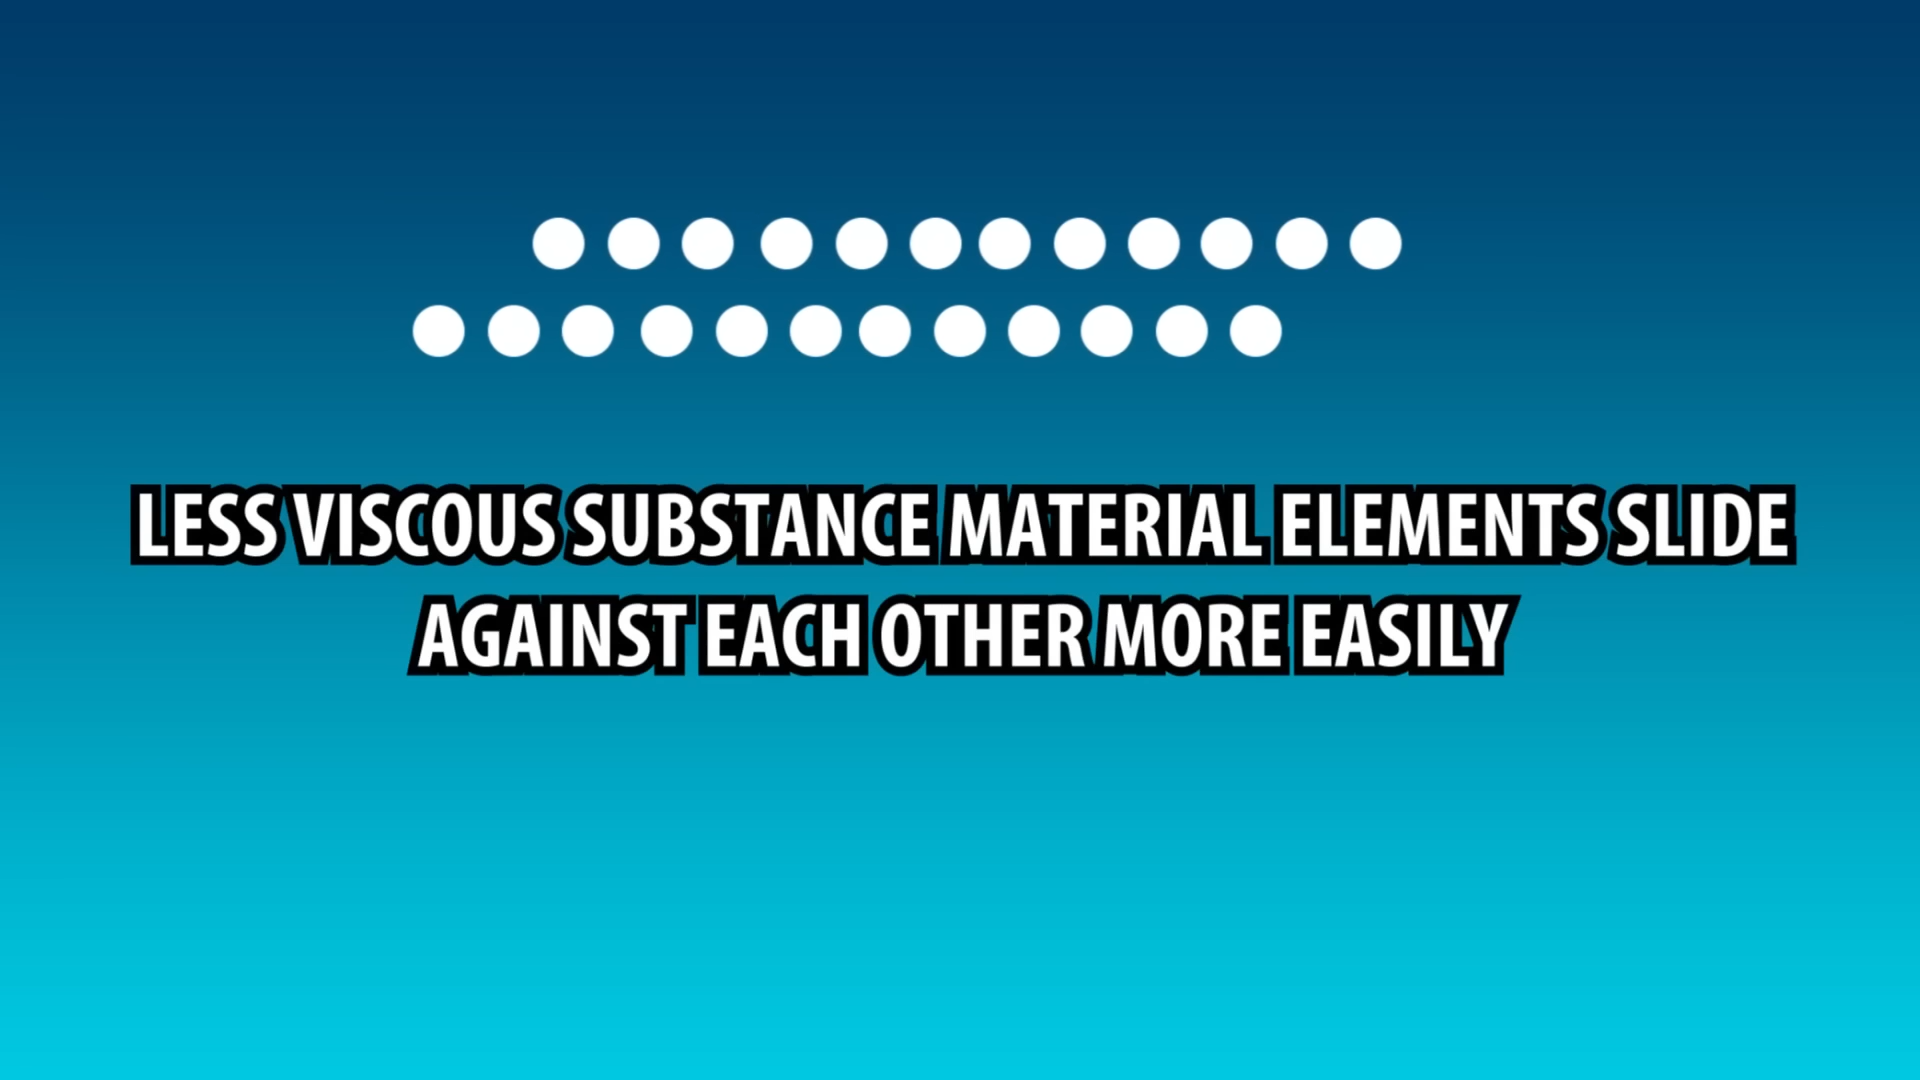 LESS VISCOUS SUBSTANCE MATERIAL ELEMENTS SLIDE
AGAINST EACH OTHER MORE EASILY